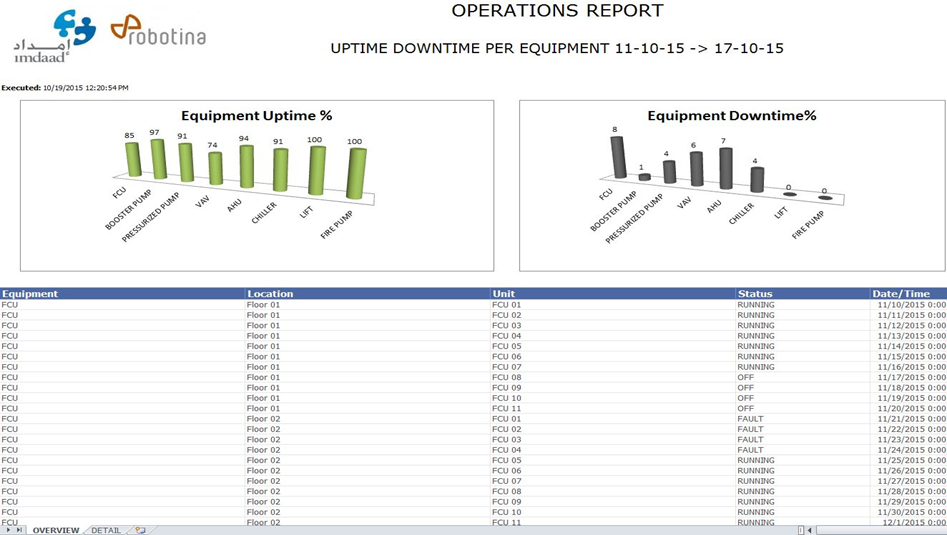 OPERATIONS REPORT
إمـــداد
imdaad
robotina
UPTIME DOWNTIME PER EQUIPMENT 11-10-15 -> 17-10-15
Executed: 10/19/2015 12:20:54 PM
Equipment Uptime %
85 97 91 74 94 91 100 100
FCU BOOSTER PUMP PRESSURIZED PUMP VAV AHU CHILLER LIFT FIRE PUMP
Equipment Downtime%
8 1 4 6 7 4 0 0
FCU BOOSTER PUMP PRESSURIZED PUMP VAV AHU CHILLER LIFT FIRE PUMP
Equipment Location Unit Status Date/Time
FCU Floor 01 FCU 01 RUNNING 11/10/2015 0:00
FCU Floor 01 FCU 02 RUNNING 11/11/2015 0:00
FCU Floor 01 FCU 03 RUNNING 11/12/2015 0:00
FCU Floor 01 FCU 04 RUNNING 11/13/2015 0:00
FCU Floor 01 FCU 05 RUNNING 11/14/2015 0:00
FCU Floor 01 FCU 06 RUNNING 11/15/2015 0:00
FCU Floor 01 FCU 07 RUNNING 11/16/2015 0:00
FCU Floor 01 FCU 08 OFF 11/17/2015 0:00
FCU Floor 01 FCU 09 OFF 11/18/2015 0:00
FCU Floor 01 FCU 10 OFF 11/19/2015 0:00
FCU Floor 01 FCU 11 OFF 11/20/2015 0:00
FCU Floor 02 FCU 01 FAULT 11/21/2015 0:00
FCU Floor 02 FCU 02 FAULT 11/22/2015 0:00
FCU Floor 02 FCU 03 FAULT 11/23/2015 0:00
FCU Floor 02 FCU 04 FAULT 11/24/2015 0:00
FCU Floor 02 FCU 05 RUNNING 11/25/2015 0:00
FCU Floor 02 FCU 06 RUNNING 11/26/2015 0:00
FCU Floor 02 FCU 07 RUNNING 11/27/2015 0:00
FCU Floor 02 FCU 08 RUNNING 11/28/2015 0:00
FCU Floor 02 FCU 09 RUNNING 11/29/2015 0:00
FCU Floor 02 FCU 10 RUNNING 11/30/2015 0:00
FCU Floor 02 FCU 11 RUNNING 12/1/2015 0:00
OVERVIEW DETAIL